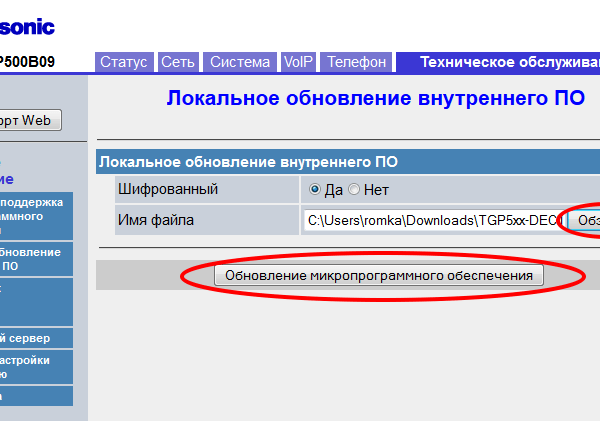 sonic
P500B09
Статус Сеть Система VoIP Телефон Техническое обслужива
орт Web
Локальное обновление внутреннего ПО
Локальное обновление внутреннего ПО
Шифрованный Да Нет
Имя файла C:\Users\romka\Downloads\TGP5xx-DEC Обз
Обновление микропрограммного обеспечения
ие
поддержка
аммного
бновление
ПО
й сервер
астройки
ю